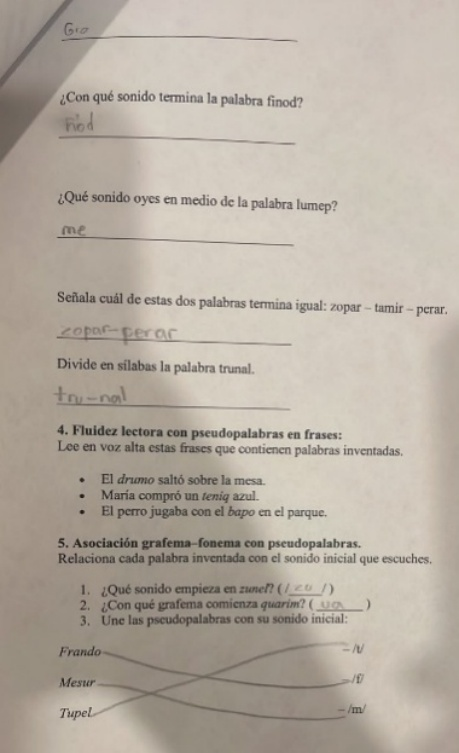 Gio
¿Con qué sonido termina la palabra finod?
ñod
¿Qué sonido oyes en medio de la palabra lumep?
me
Señala cuál de estas dos palabras termina igual: zopar – tamir – perar.
zopar-perar
Divide en sílabas la palabra trunal.
tru-nal
4. Fluidez lectora con pseudopalabras en frases:
Lee en voz alta estas frases que contienen palabras inventadas.
• El drumo saltó sobre la mesa.
• María compró un teniq azul.
• El perro jugaba con el bapo en el parque.
5. Asociación grafema–fonema con pseudopalabras.
Relaciona cada palabra inventada con el sonido inicial que escuches.
1. ¿Qué sonido empieza en zunef? ( / zu / )
2. ¿Con qué grafema comienza quarim? ( ua )
3. Une las pseudopalabras con su sonido inicial:
Frando – /t/
Mesur – /f/
Tupel – /m/